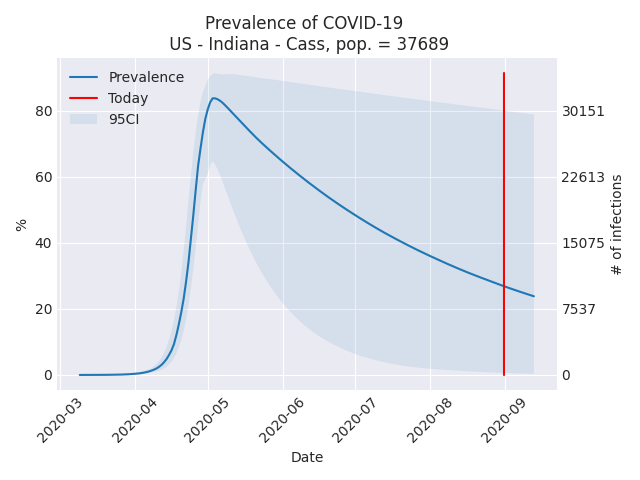 Prevalence of COVID-19
US - Indiana - Cass, pop. = 37689
Prevalence
Today
95CI
%
80
60
40
20
0
30151
22613
15075
7537
0
# of infections
2020-03
2020-04
2020-05
2020-06
2020-07
2020-08
2020-09
Date